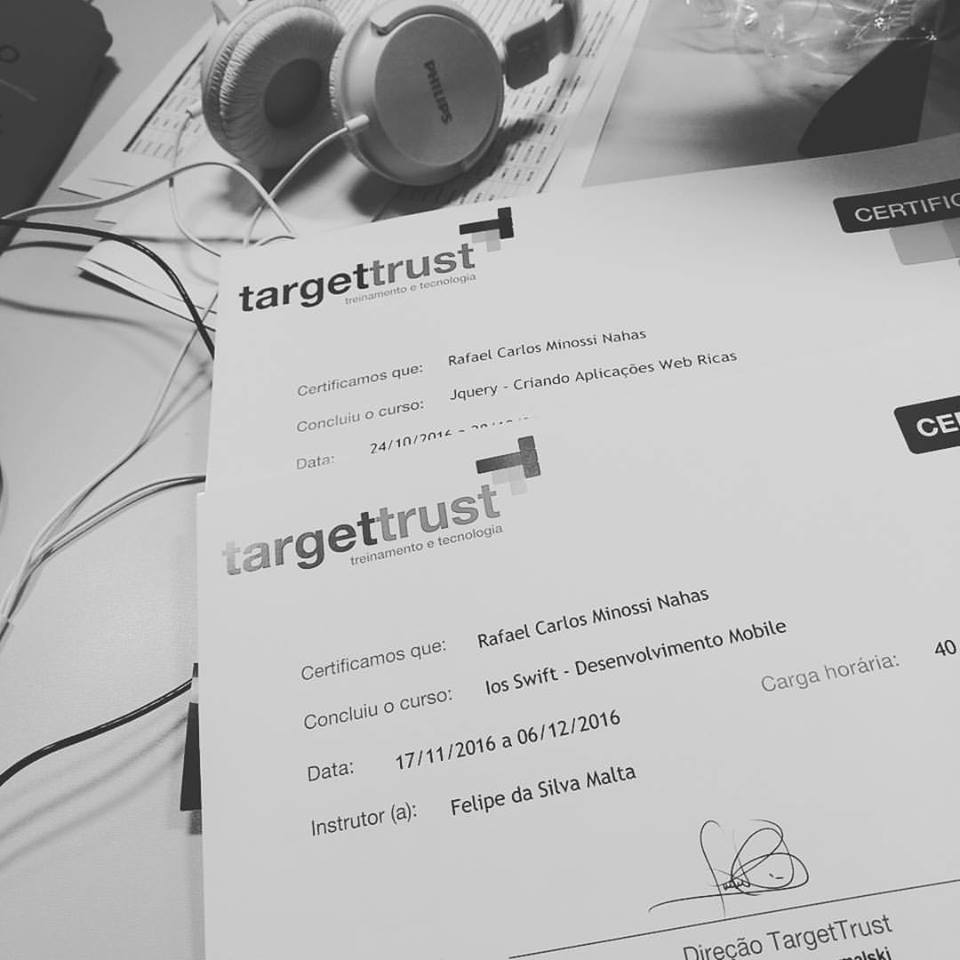 PHILIPS
targettrust
treinamento e tecnologia
CERTIFIC
Certificamos que: Rafael Carlos Minossi Nahas
Concluiu o curso: Jquery - Criando Aplicações Web Ricas
Data: 24/10/2016
CE
targettrust
treinamento e tecnologia
Certificamos que: Rafael Carlos Minossi Nahas
Concluiu o curso: Ios Swift - Desenvolvimento Mobile
Carga horária: 40
Data: 17/11/2016 a 06/12/2016
Instrutor (a): Felipe da Silva Malta
Direção TargetTrust
malski